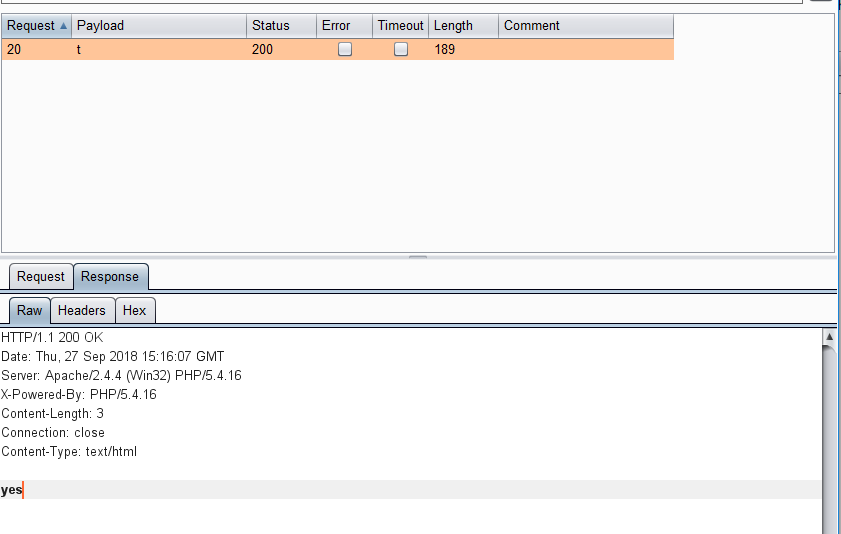 Request Payload Status Error Timeout Length Comment
20 t 200 189
Request Response
Raw Headers Hex
HTTP/1.1 200 OK
Date: Thu, 27 Sep 2018 15:16:07 GMT
Server: Apache/2.4.4 (Win32) PHP/5.4.16
X-Powered-By: PHP/5.4.16
Content-Length: 3
Connection: close
Content-Type: text/html
yes